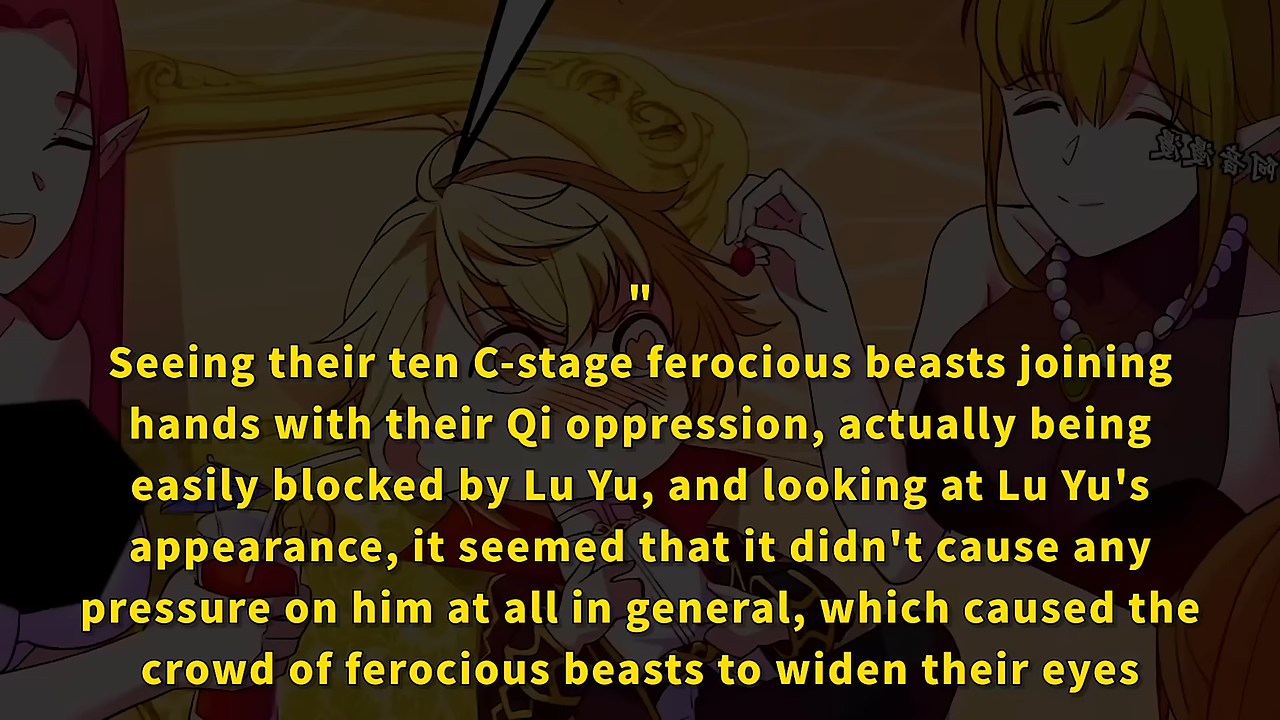 "
Seeing their ten C-stage ferocious beasts joining
hands with their Qi oppression, actually being
easily blocked by Lu Yu, and looking at Lu Yu's
appearance, it seemed that it didn't cause any
pressure on him at all in general, which caused the
crowd of ferocious beasts to widen their eyes